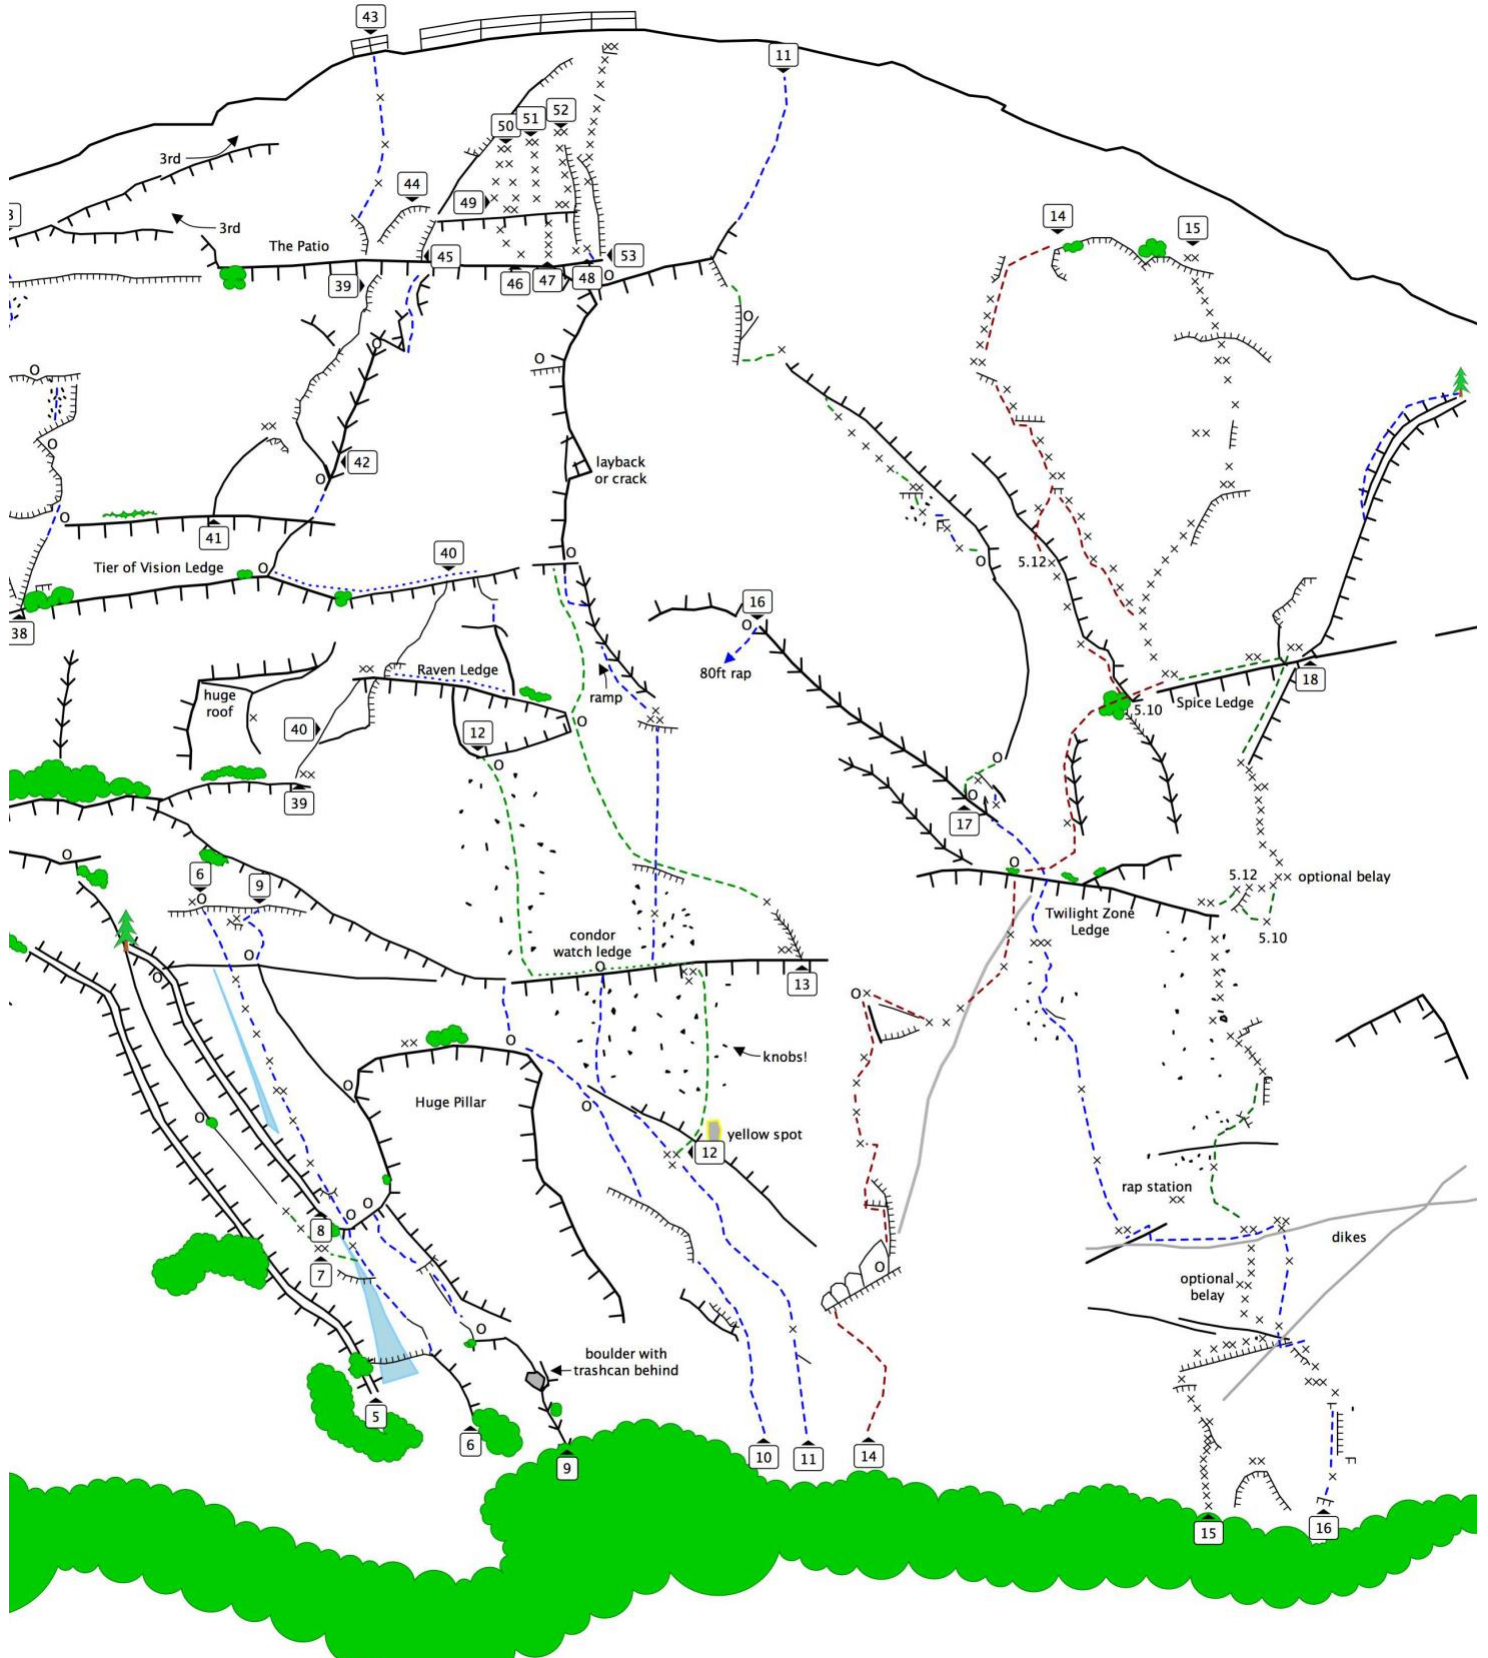 43
11
52
51
50
3rd
44
49
3
14
15
3rd
The Patio
45
53
39
46
47
48
42
layback
or crack
41
40
5.12
Tier of Vision Ledge
16
38
80ft rap
Raven Ledge
huge
roof
ramp
18
Spice Ledge
5.10
40
12
39
17
6
9
5.12
optional belay
Twilight Zone
Ledge
5.10
condor
watch ledge
13
knobs!
Huge Pillar
yellow spot
12
rap station
8
dikes
7
optional
belay
boulder with
trashcan behind
5
6
9
10
11
14
15
16